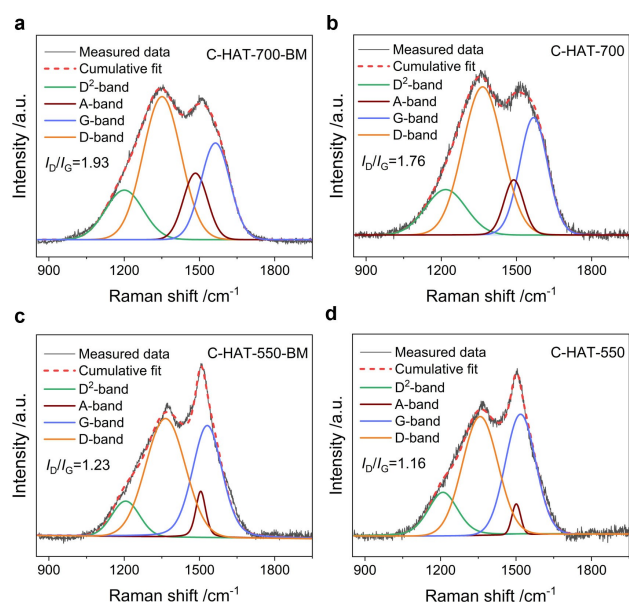 a
C-HAT-700-BM
Measured data
Cumulative fit
D²-band
A-band
G-band
D-band
I_D/I_G=1.93
Intensity /a.u.
900 1200 1500 1800
Raman shift /cm⁻¹
b
C-HAT-700
Measured data
Cumulative fit
D²-band
A-band
G-band
D-band
I_D/I_G=1.76
Intensity /a.u.
900 1200 1500 1800
Raman shift /cm⁻¹
c
C-HAT-550-BM
Measured data
Cumulative fit
D²-band
A-band
G-band
D-band
I_D/I_G=1.23
Intensity /a.u.
900 1200 1500 1800
Raman shift /cm⁻¹
d
C-HAT-550
Measured data
Cumulative fit
D²-band
A-band
G-band
D-band
I_D/I_G=1.16
Intensity /a.u.
900 1200 1500 1800
Raman shift /cm⁻¹